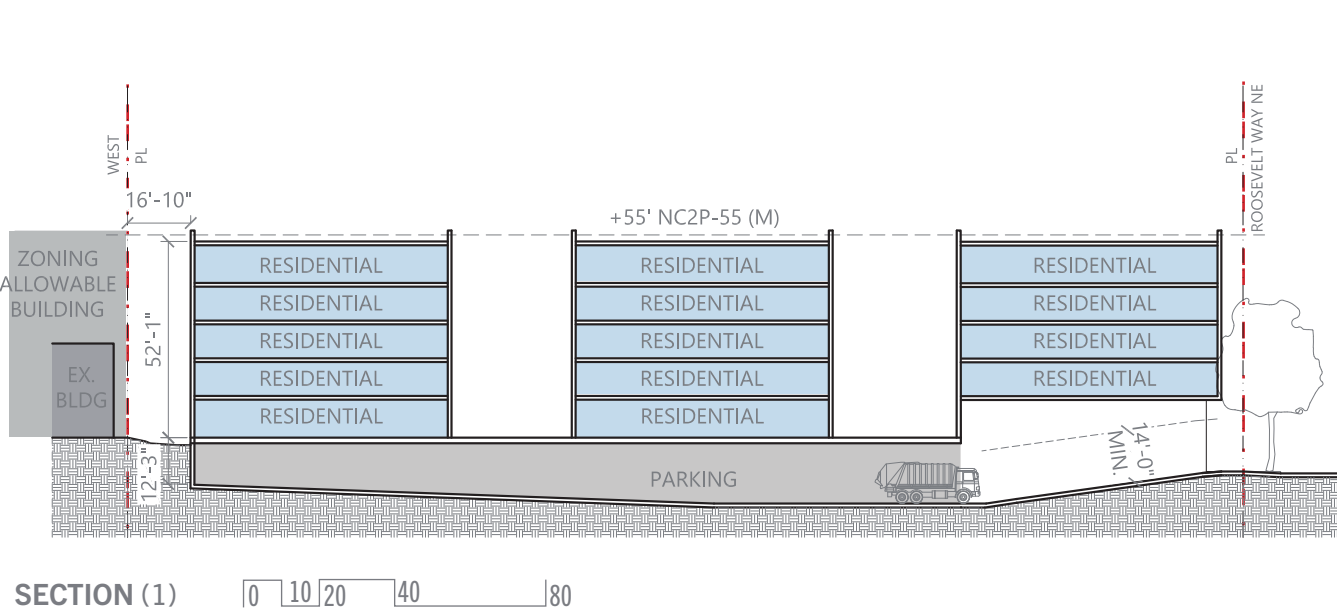 WEST
PL
PL
ROOSEVELT WAY NE
16'-10"
+55' NC2P-55 (M)
ZONING
ALLOWABLE
BUILDING
EX.
BLDG
52'-1"
12'-3"
RESIDENTIAL
RESIDENTIAL
RESIDENTIAL
RESIDENTIAL
RESIDENTIAL
RESIDENTIAL
RESIDENTIAL
RESIDENTIAL
RESIDENTIAL
RESIDENTIAL
RESIDENTIAL
RESIDENTIAL
RESIDENTIAL
RESIDENTIAL
PARKING
14'-0"
MIN.
SECTION (1)
0 10 20 40 80